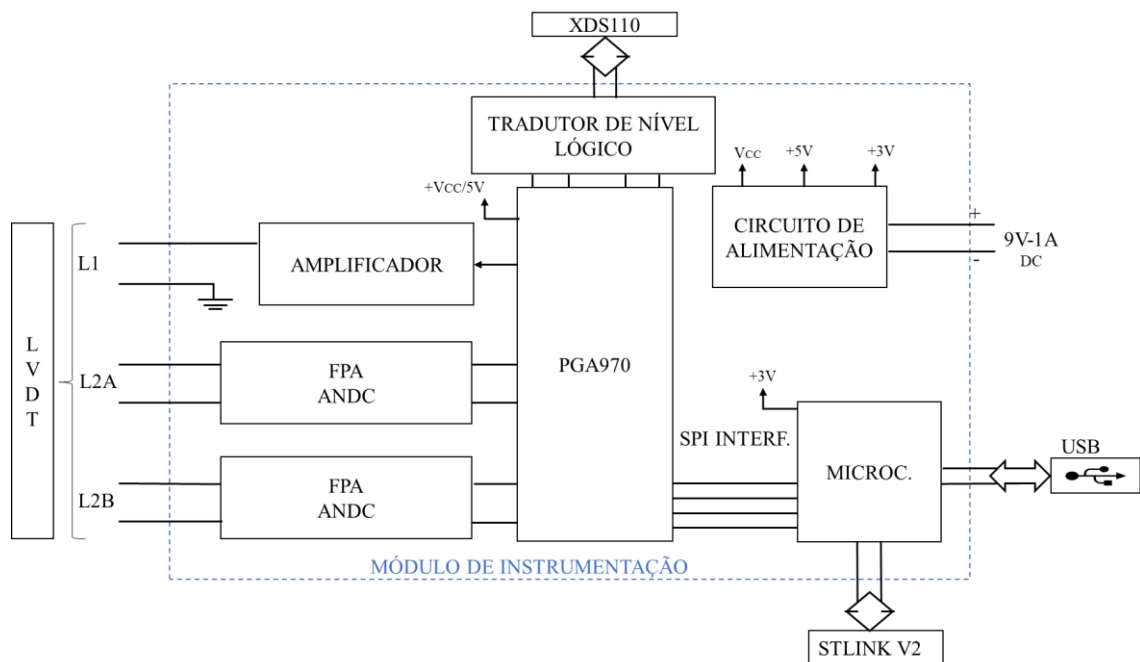 XDS110
TRADUTOR DE NÍVEL
LÓGICO
VCC
+5V
+3V
+VCC/5V
CIRCUITO DE
ALIMENTAÇÃO
+
-
9V-1A
DC
L1
AMPLIFICADOR
LVDT
L2A
FPA
ANDC
PGA970
+3V
SPI INTERF.
MICROC.
USB
L2B
FPA
ANDC
MÓDULO DE INSTRUMENTAÇÃO
STLINK V2